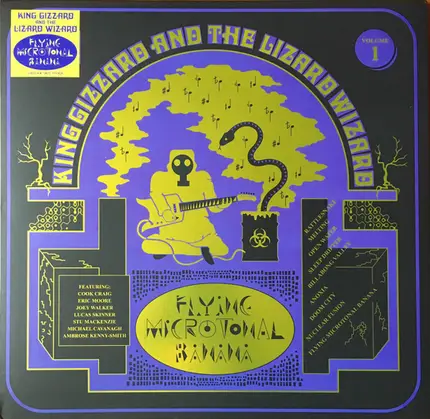 KING GIZZARD
AND THE
LIZARD WIZARD
FLYING
MICROTONAL
BANANA
KING GIZZARD AND THE LIZARD WIZARD
VOLUME
1
FEATURING:
COOK CRAIG
ERIC MOORE
JOEY WALKER
LUCAS SKINNER
STU MACKENZIE
MICHAEL CAVANAGH
AMBROSE KENNY-SMITH
RATTLESNAKE
MELTING
OPEN WATER
SLEEP DRIFTER
BILLABONG VALLEY
ANOXIA
DOOM CITY
NUCLEAR FUSION
FLYING MICROTONAL BANANA
FLYING
MICROTONAL
BANANA